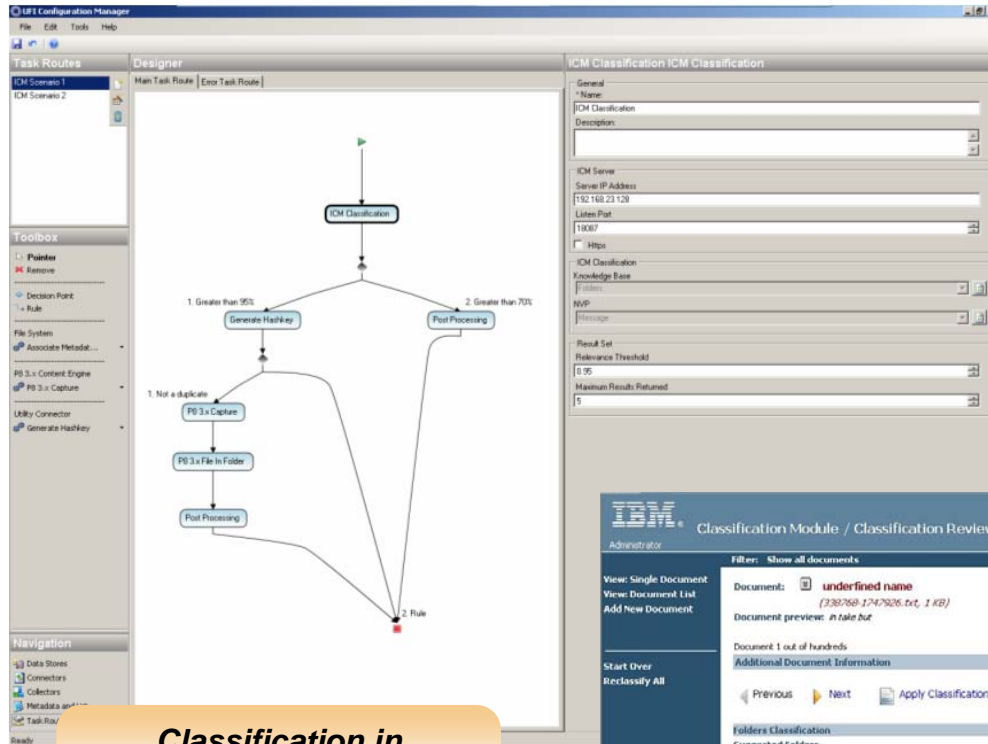 UFI Configuration Manager
File Edit Tools Help
Task Routes
ICM Scenario 1
ICM Scenario 2
Toolbox
Pointer
Remove
Decision Point
Rule
File System
Associate Metadat...
P8 3.x Content Engine
P8 3.x Capture
Utility Connector
Generate Hashkey
Navigation
Data Stores
Connectors
Collectors
Metadata and
Task Rou
Ready
Designer
Main Task Route Error Task Route
ICM Classification
1. Greater than 95%
2. Greater than 70%
Generate Hashkey
Post Processing
1. Not a duplicate
P8 3.x Capture
P8 3.x File In Folder
Post Processing
2. Rule
ICM Classification ICM Classification
General
* Name:
ICM Classification
Description
ICM Server
Server IP Address
192.168.23.128
Listen Port
18087
Https
ICM Classification
Knowledge Base
Folders
NVP
Message
Result Set
Relevance Threshold
0.95
Maximum Results Returned
5
IBM. Classification Module / Classification Review
Administrator
Filter: Show all documents
View: Single Document
View: Document List
Add New Document
Start Over
Reclassify All
Document: underfined name
(338768-1747926.txt, 1 KB)
Document preview: in take but
Document 1 out of hundreds
Additional Document Information
Previous Next Apply Classification
Folders Classification
Suggested Folders
Classification in